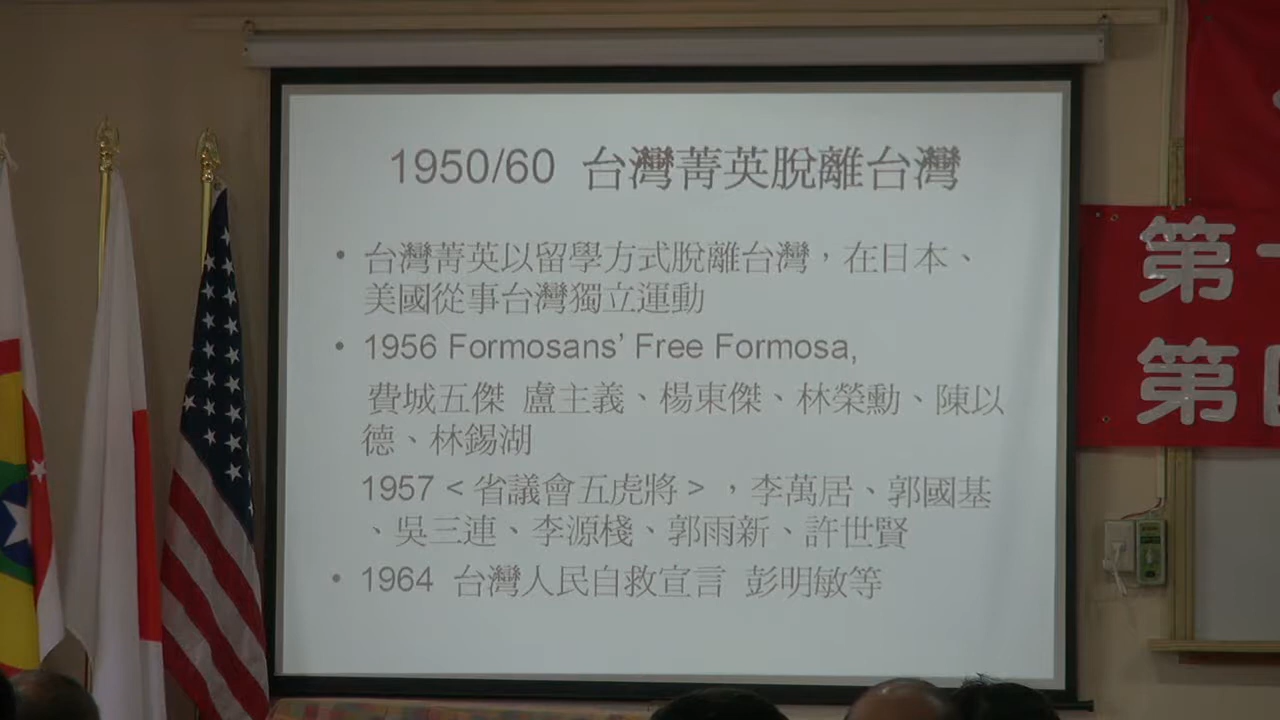 1950/60 台灣菁英脫離台灣
• 台灣菁英以留學方式脫離台灣，在日本、
美國從事台灣獨立運動
• 1956 Formosans’ Free Formosa,
費城五傑 盧主義、楊東傑、林榮勳、陳以
德、林錫湖
1957 < 省議會五虎將 > ，李萬居、郭國基
、吳三連、李源棧、郭雨新、許世賢
• 1964 台灣人民自救宣言 彭明敏等
第
第